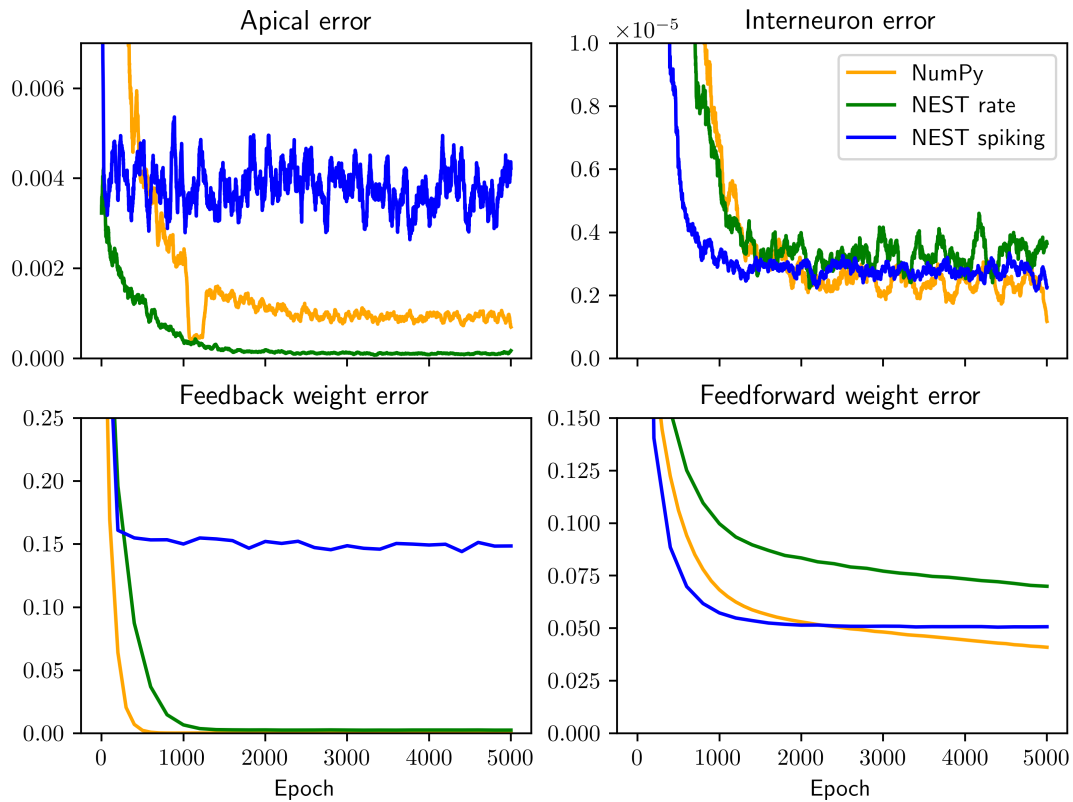 Apical error
0.006
0.004
0.002
0.000
Interneuron error
×10⁻⁵
1.0
0.8
0.6
0.4
0.2
0.0
NumPy
NEST rate
NEST spiking
Feedback weight error
0.25
0.20
0.15
0.10
0.05
0.00
0 1000 2000 3000 4000 5000
Epoch
Feedforward weight error
0.150
0.125
0.100
0.075
0.050
0.025
0.000
0 1000 2000 3000 4000 5000
Epoch